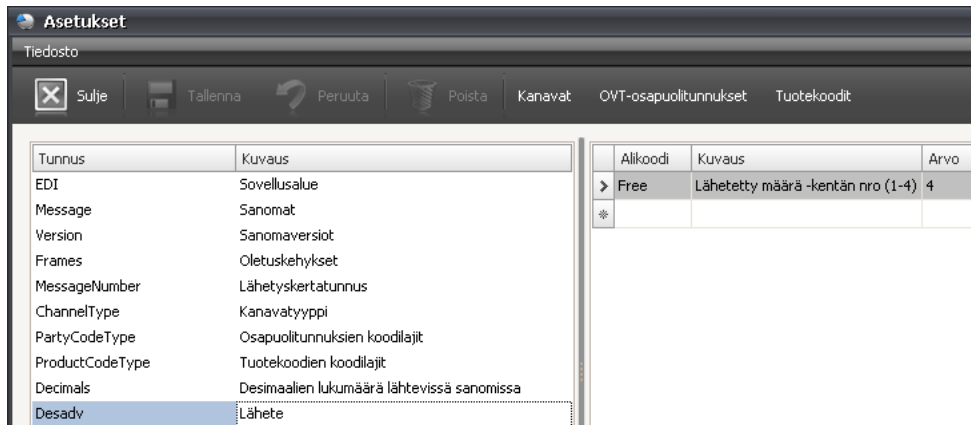 Asetukset
Tiedosto
Sulje Tallenna Peruuta Poista Kanavat OVT-osapuolitunnukset Tuotekoodit
Tunnus Kuvaus
EDI Sovellusalue
Message Sanomat
Version Sanomaversiot
Frames Oletuskehykset
MessageNumber Lähetyskertatunnus
ChannelType Kanavatyyppi
PartyCodeType Osapuolitunnuksien koodilajit
ProductCodeType Tuotekoodien koodilajit
Decimals Desimaalien lukumäärä lähtevissä sanomissa
Desadv Lähete
Alikoodi Kuvaus Arvo
Free Lähetetty määrä -kentän nro (1-4) 4